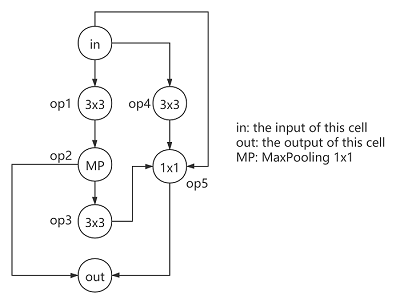 in
op1
3x3
op4
3x3
op2
MP
1x1
op5
op3
3x3
out
in: the input of this cell
out: the output of this cell
MP: MaxPooling 1x1